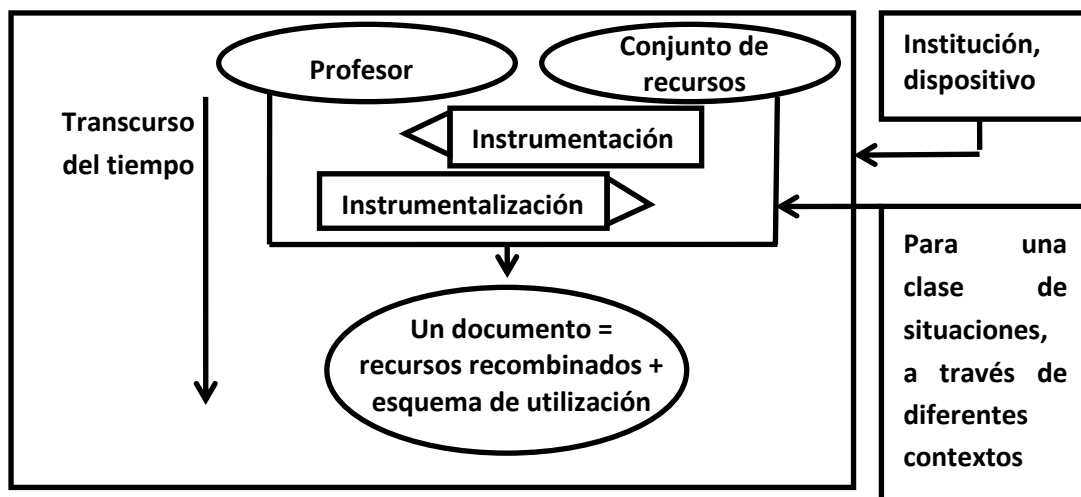 Profesor
Conjunto de
recursos
Institución,
dispositivo
Transcurso
del tiempo
Instrumentación
Instrumentalización
Para una
clase de
situaciones,
a través de
diferentes
contextos
Un documento =
recursos recombinados +
esquema de utilización